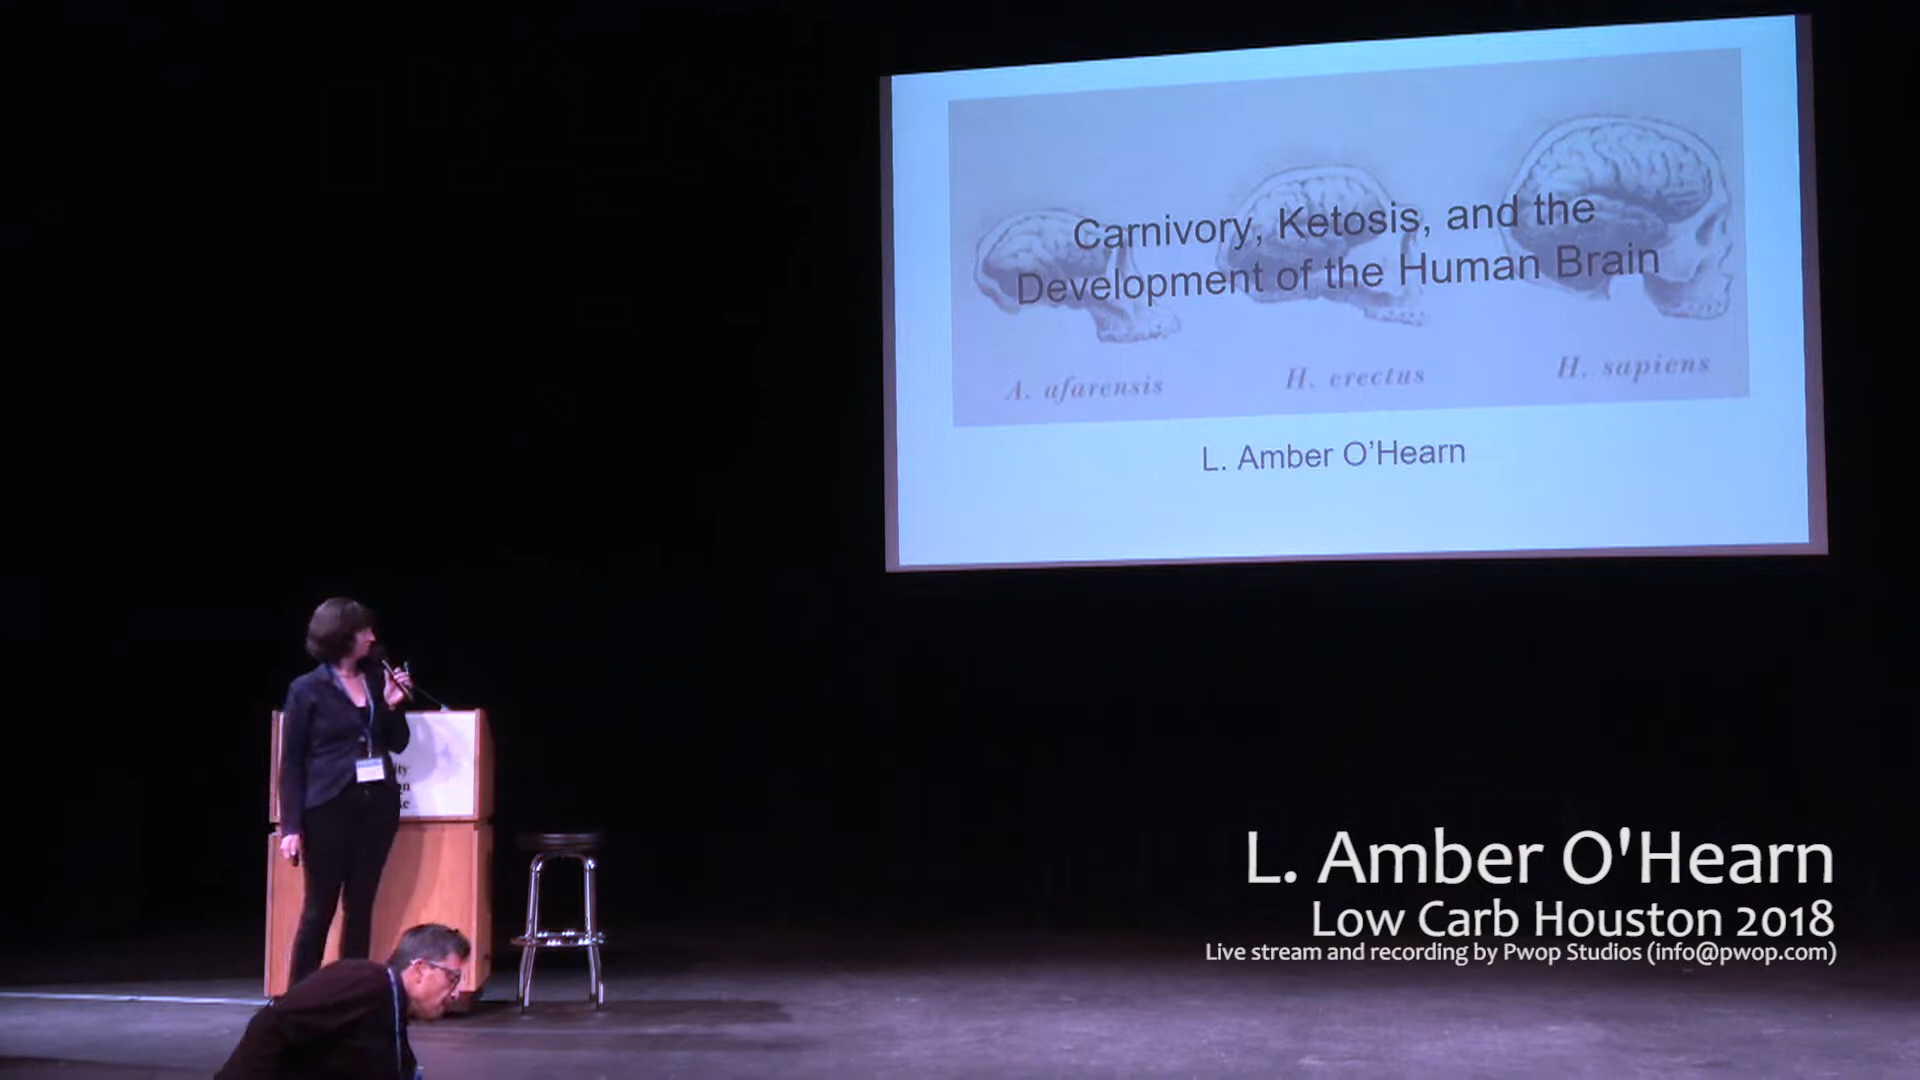 Carnivory, Ketosis, and the
Development of the Human Brain
A. afarensis
H. erectus
H. sapiens
L. Amber O’Hearn
L. Amber O'Hearn
Low Carb Houston 2018
Live stream and recording by Pwop Studios (info@pwop.com)